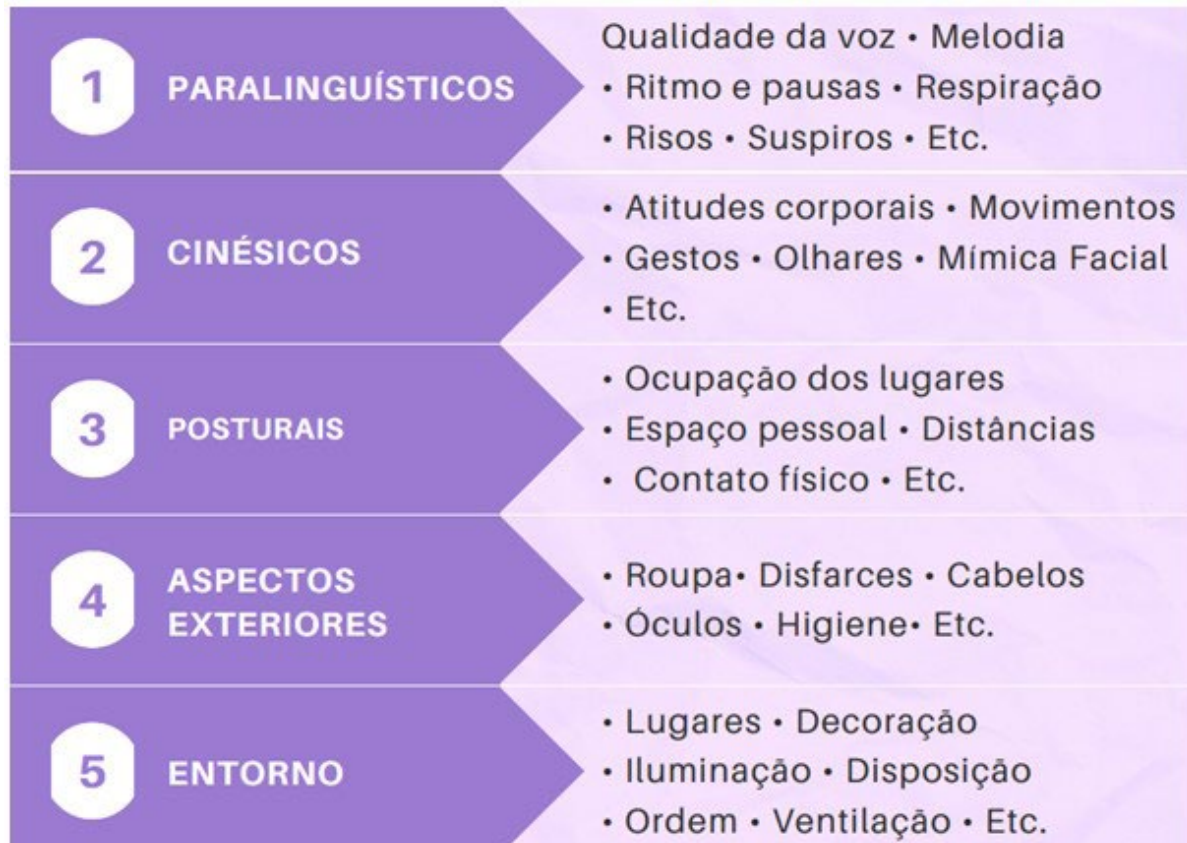 1
PARALINGUÍSTICOS
Qualidade da voz • Melodia
• Ritmo e pausas • Respiração
• Risos • Suspiros • Etc.
2
CINÉSICOS
• Atitudes corporais • Movimentos
• Gestos • Olhares • Mímica Facial
• Etc.
3
POSTURAIS
• Ocupação dos lugares
• Espaço pessoal • Distâncias
• Contato físico • Etc.
4
ASPECTOS
EXTERIORES
• Roupa• Disfarces • Cabelos
• Óculos • Higiene• Etc.
5
ENTORNO
• Lugares • Decoração
• Iluminação • Disposição
• Ordem • Ventilação • Etc.